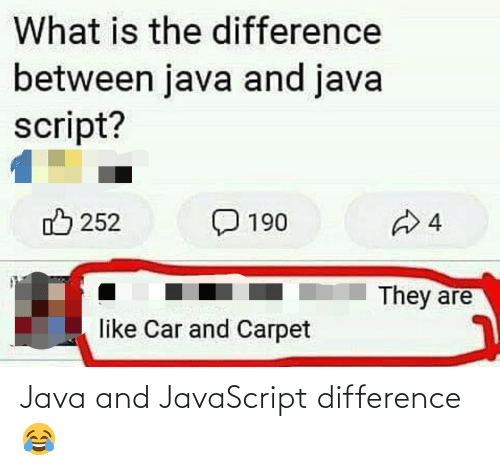 What is the difference
between java and java
script?
252 190 4
They are
like Car and Carpet
Java and JavaScript difference
😂